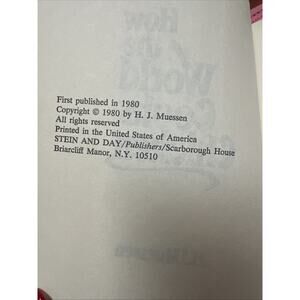 First published in 1980
Copyright © 1980 by H. J. Muessen
All rights reserved
Printed in the United States of America
STEIN AND DAY/Publishers/Scarborough House
Briarcliff Manor, N.Y. 10510